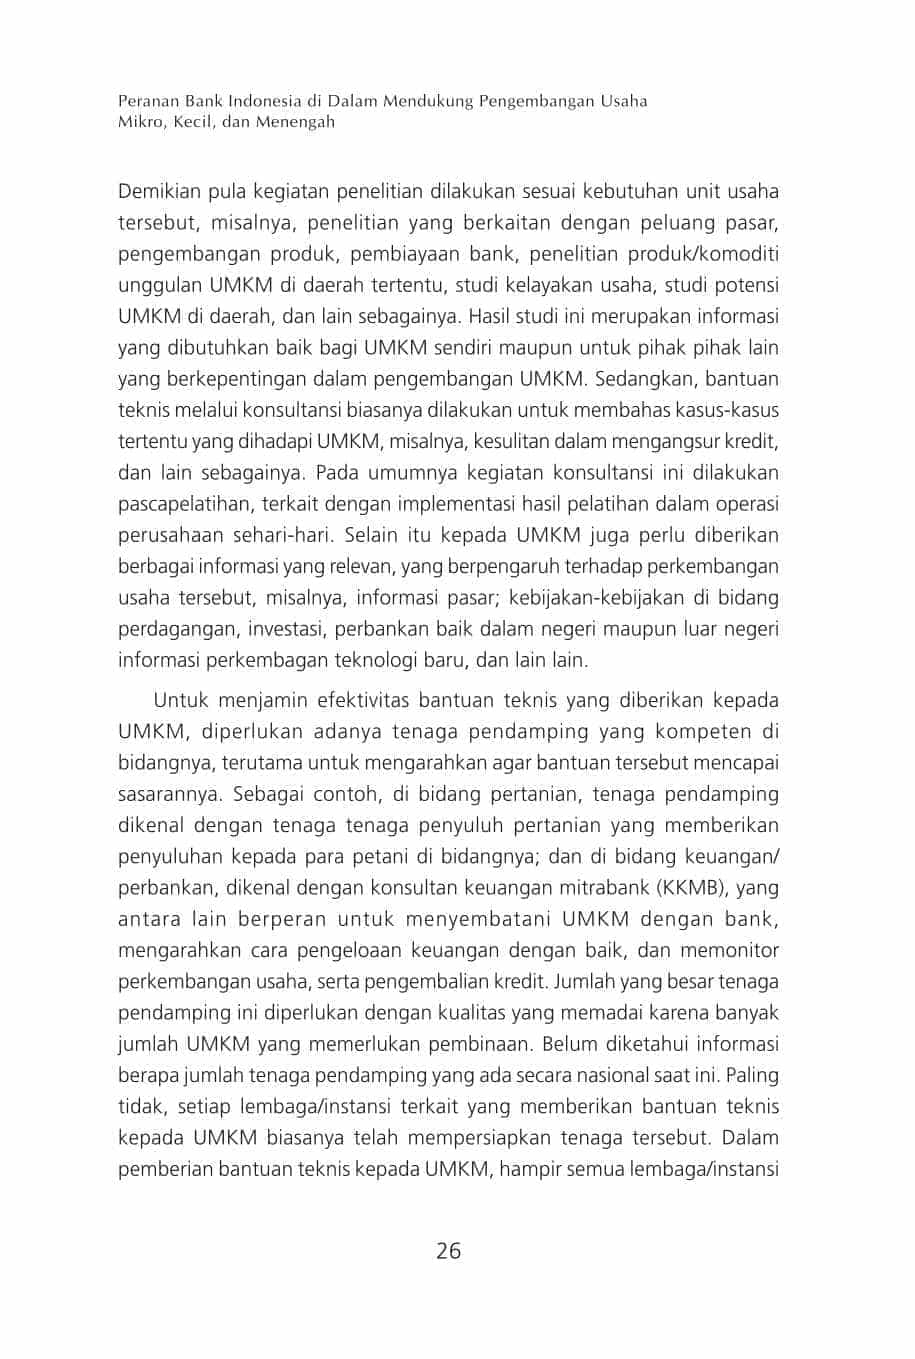 Peranan Bank Indonesia di Dalam Mendukung Pengembangan Usaha
Mikro, Kecil, dan Menengah
Demikian pula kegiatan penelitian dilakukan sesuai kebutuhan unit usaha
tersebut, misalnya, penelitian yang berkaitan dengan peluang pasar,
pengembangan produk, pembiayaan bank, penelitian produk/komoditi
unggulan UMKM di daerah tertentu, studi kelayakan usaha, studi potensi
UMKM di daerah, dan lain sebagainya. Hasil studi ini merupakan informasi
yang dibutuhkan baik bagi UMKM sendiri maupun untuk pihak pihak lain
yang berkepentingan dalam pengembangan UMKM. Sedangkan, bantuan
teknis melalui konsultansi biasanya dilakukan untuk membahas kasus-kasus
tertentu yang dihadapi UMKM, misalnya, kesulitan dalam mengangsur kredit,
dan lain sebagainya. Pada umumnya kegiatan konsultansi ini dilakukan
pascapelatihan, terkait dengan implementasi hasil pelatihan dalam operasi
perusahaan sehari-hari. Selain itu kepada UMKM juga perlu diberikan
berbagai informasi yang relevan, yang berpengaruh terhadap perkembangan
usaha tersebut, misalnya, informasi pasar; kebijakan-kebijakan di bidang
perdagangan, investasi, perbankan baik dalam negeri maupun luar negeri
informasi perkembagan teknologi baru, dan lain lain.
Untuk menjamin efektivitas bantuan teknis yang diberikan kepada
UMKM, diperlukan adanya tenaga pendamping yang kompeten di
bidangnya, terutama untuk mengarahkan agar bantuan tersebut mencapai
sasarannya. Sebagai contoh, di bidang pertanian, tenaga pendamping
dikenal dengan tenaga tenaga penyuluh pertanian yang memberikan
penyuluhan kepada para petani di bidangnya; dan di bidang keuangan/
perbankan, dikenal dengan konsultan keuangan mitrabank (KKMB), yang
antara lain berperan untuk menyembatani UMKM dengan bank,
mengarahkan cara pengeloaan keuangan dengan baik, dan memonitor
perkembangan usaha, serta pengembalian kredit. Jumlah yang besar tenaga
pendamping ini diperlukan dengan kualitas yang memadai karena banyak
jumlah UMKM yang memerlukan pembinaan. Belum diketahui informasi
berapa jumlah tenaga pendamping yang ada secara nasional saat ini. Paling
tidak, setiap lembaga/instansi terkait yang memberikan bantuan teknis
kepada UMKM biasanya telah mempersiapkan tenaga tersebut. Dalam
pemberian bantuan teknis kepada UMKM, hampir semua lembaga/instansi
26